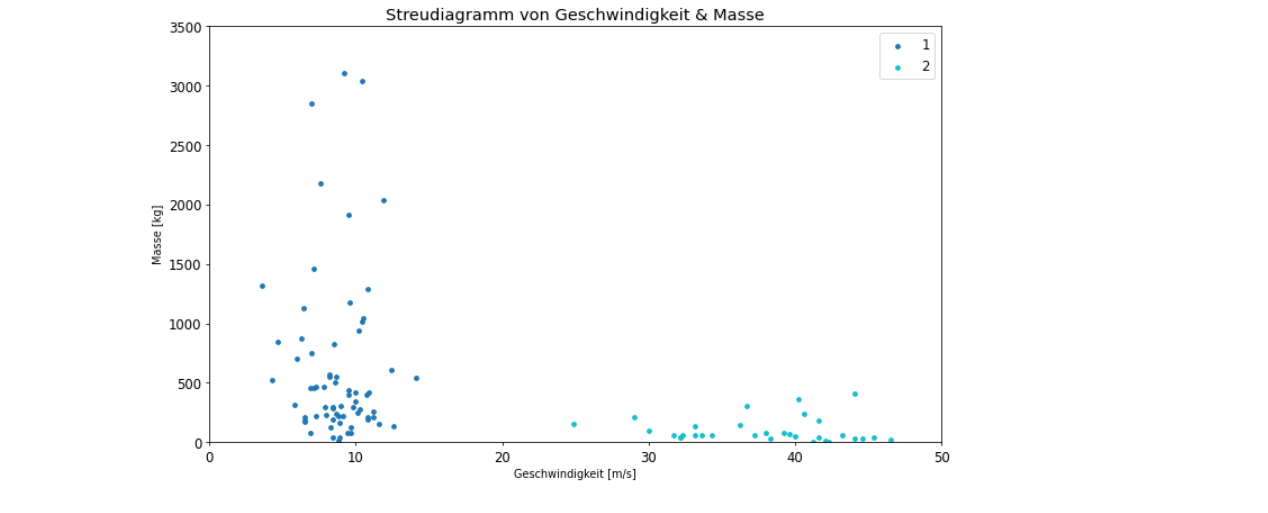 Streudiagramm von Geschwindigkeit & Masse
3500
3000
2500
2000
1500
1000
500
0
Masse [kg]
1
2
0 10 20 30 40 50
Geschwindigkeit [m/s]